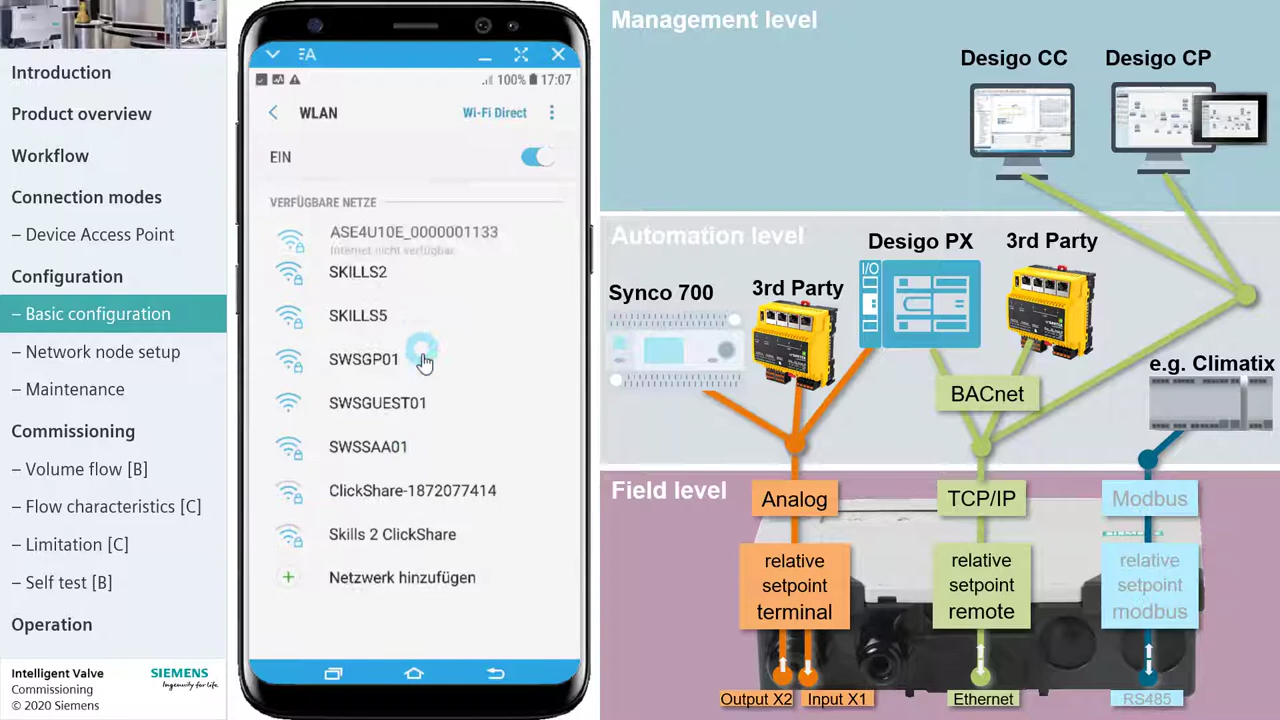 Introduction
Product overview
Workflow
Connection modes
– Device Access Point
Configuration
– Basic configuration
– Network node setup
– Maintenance
Commissioning
– Volume flow [B]
– Flow characteristics [C]
– Limitation [C]
– Self test [B]
Operation
Intelligent Valve
Commissioning
© 2020 Siemens
SIEMENS
Ingenuity for life
100% 17:07
WLAN
Wi-Fi Direct
EIN
VERFÜGBARE NETZE
ASE4U10E_0000001133
Internet nicht verfügbar
SKILLS2
SKILLS5
SWSGP01
SWSGUEST01
SWSSAA01
ClickShare-1872077414
Skills 2 ClickShare
Netzwerk hinzufügen
Management level
Desigo CC
Desigo CP
Automation level
Synco 700
3rd Party
Desigo PX
I/O
3rd Party
e.g. Climatix
BACnet
Field level
Analog
TCP/IP
Modbus
relative
setpoint
terminal
relative
setpoint
remote
relative
setpoint
modbus
Output X2
Input X1
Ethernet
RS485